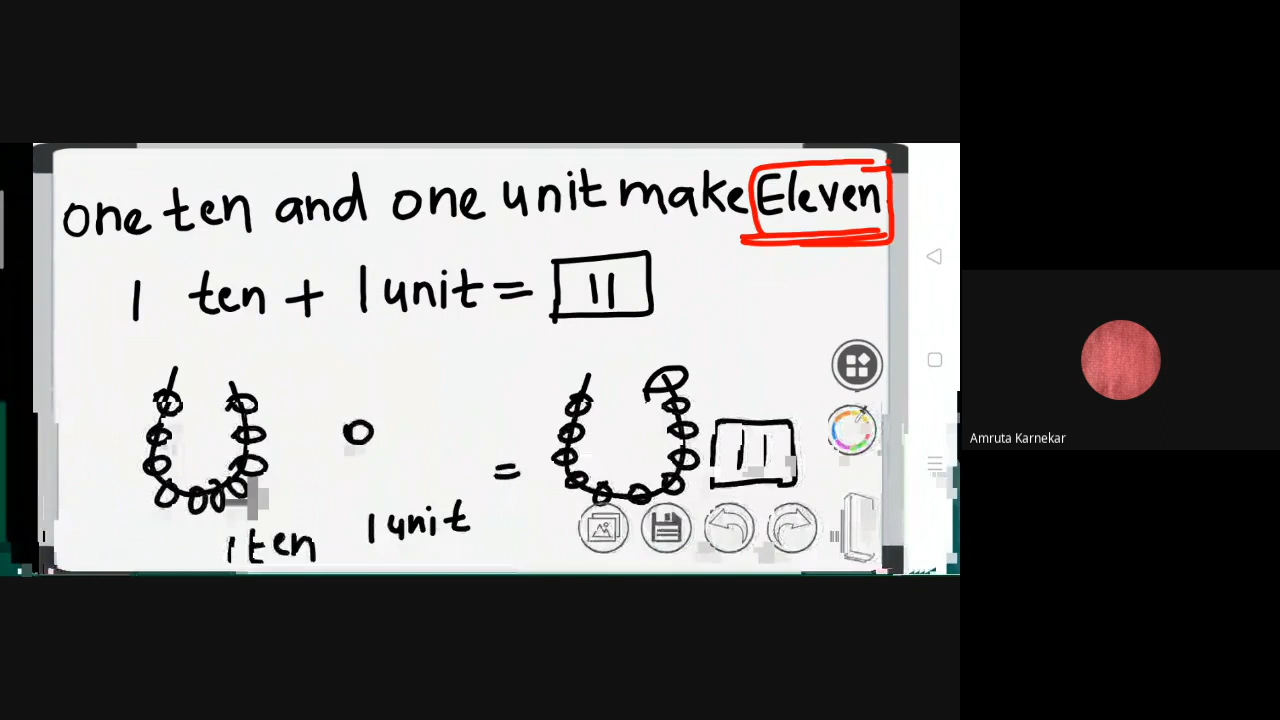 one ten and one unit make Eleven
1 ten + 1 unit = 11
= 11
1 ten 1 unit
Amruta Karnekar